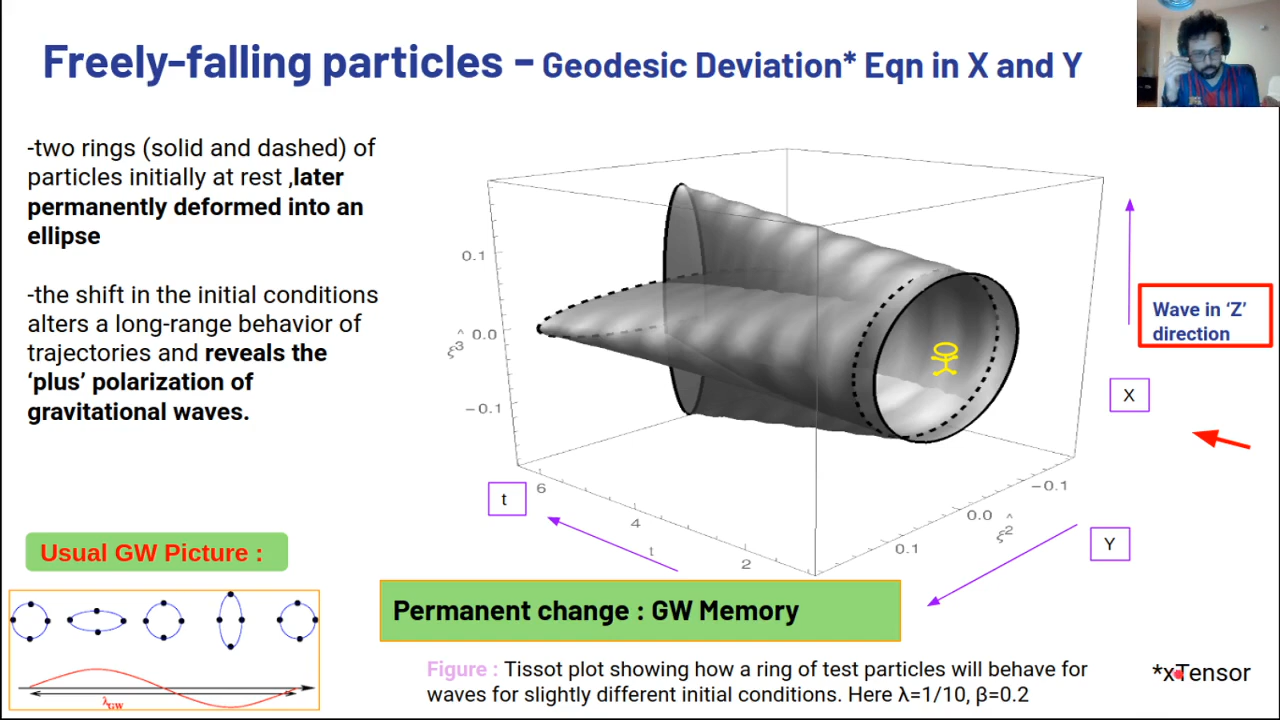 Freely-falling particles - Geodesic Deviation* Eqn in X and Y
-two rings (solid and dashed) of
particles initially at rest ,later
permanently deformed into an
ellipse
-the shift in the initial conditions
alters a long-range behavior of
trajectories and reveals the
‘plus’ polarization of
gravitational waves.
0.1
0.0
-0.1
ξ̂³
6
4
2
t
t
-0.1
0.0
0.1
ξ̂²
Wave in ‘Z’
direction
X
Y
Usual GW Picture :
λGW
Permanent change : GW Memory
Figure : Tissot plot showing how a ring of test particles will behave for
waves for slightly different initial conditions. Here λ=1/10, β=0.2
*xTensor